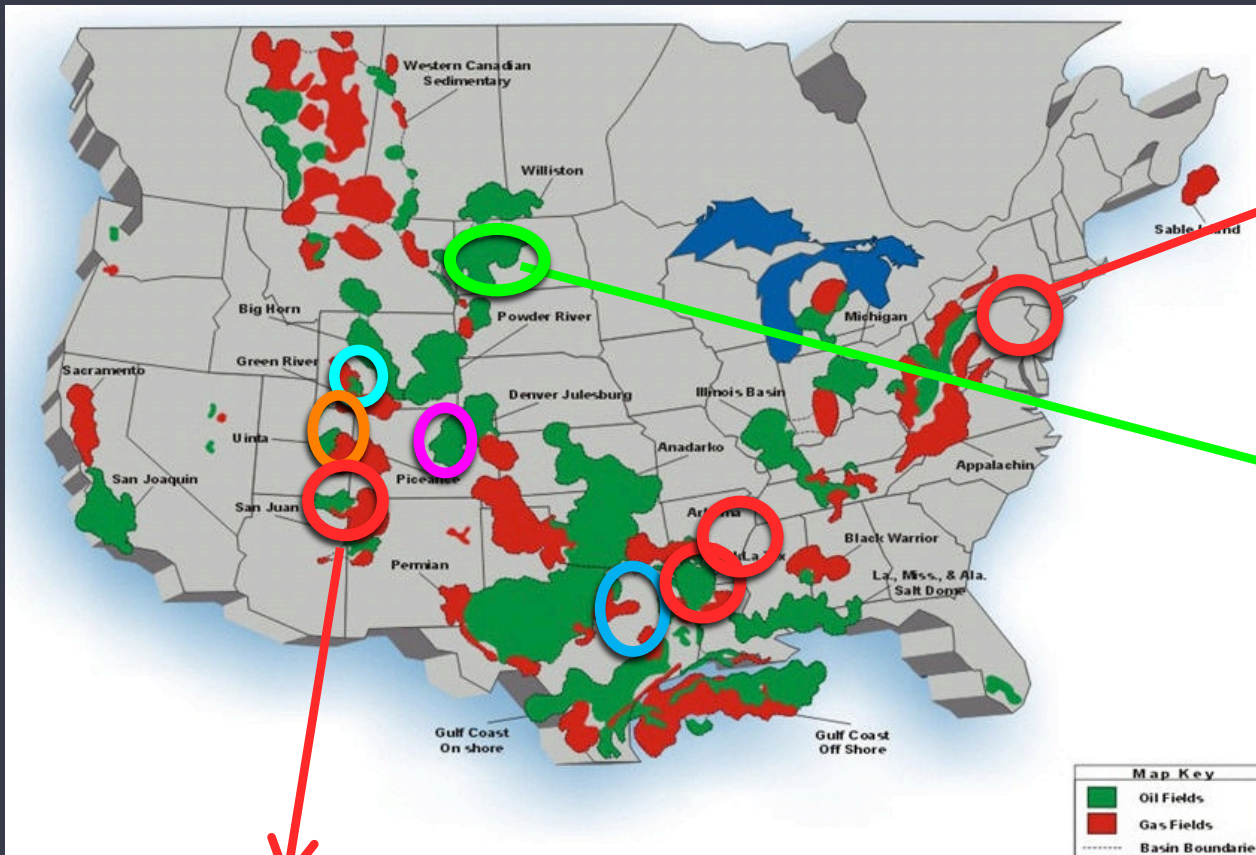 Western Canadian
Sedimentary
Williston
Sable
Big Horn
Powder River
Michigan
Green River
Sacramento
Denver Julesburg
Illinois Basin
Uinta
Anadarko
Appalachin
San Joaquin
Piceance
San Juan
Black Warrior
La Tex
Permian
La., Miss., & Ala.
Salt Dome
Gulf Coast
On shore
Gulf Coast
Off Shore
Map Key
Oil Fields
Gas Fields
Basin Boundarie